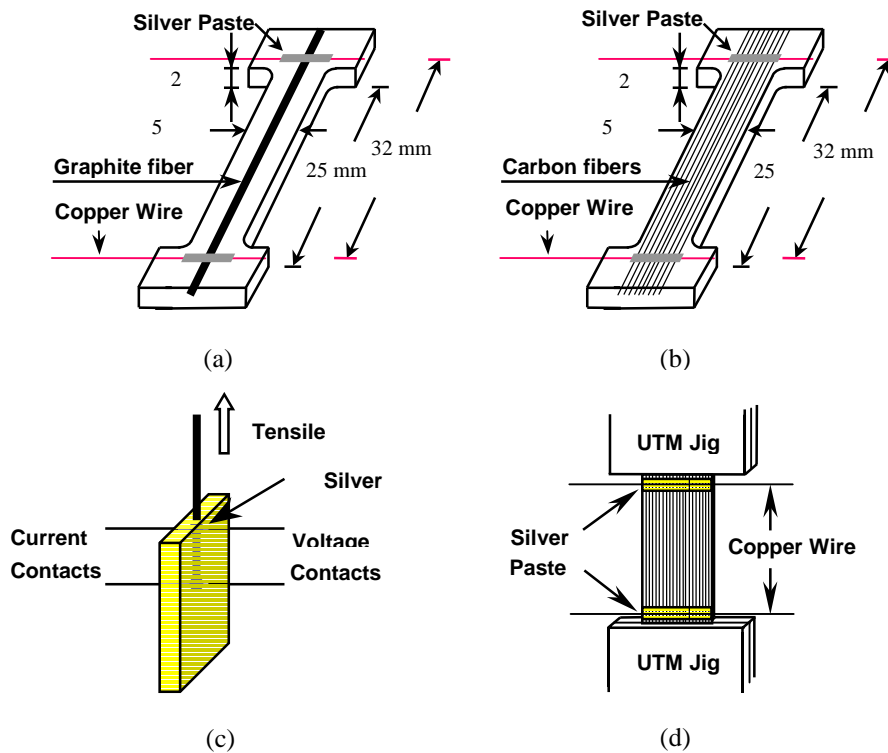 Silver Paste
2
5
32 mm
25 mm
Graphite fiber
Copper Wire
(a)
Silver Paste
2
5
32 mm
25
Carbon fibers
Copper Wire
(b)
Tensile
Silver
Current
Contacts
Voltage
Contacts
(c)
UTM Jig
Silver
Paste
Copper Wire
UTM Jig
(d)